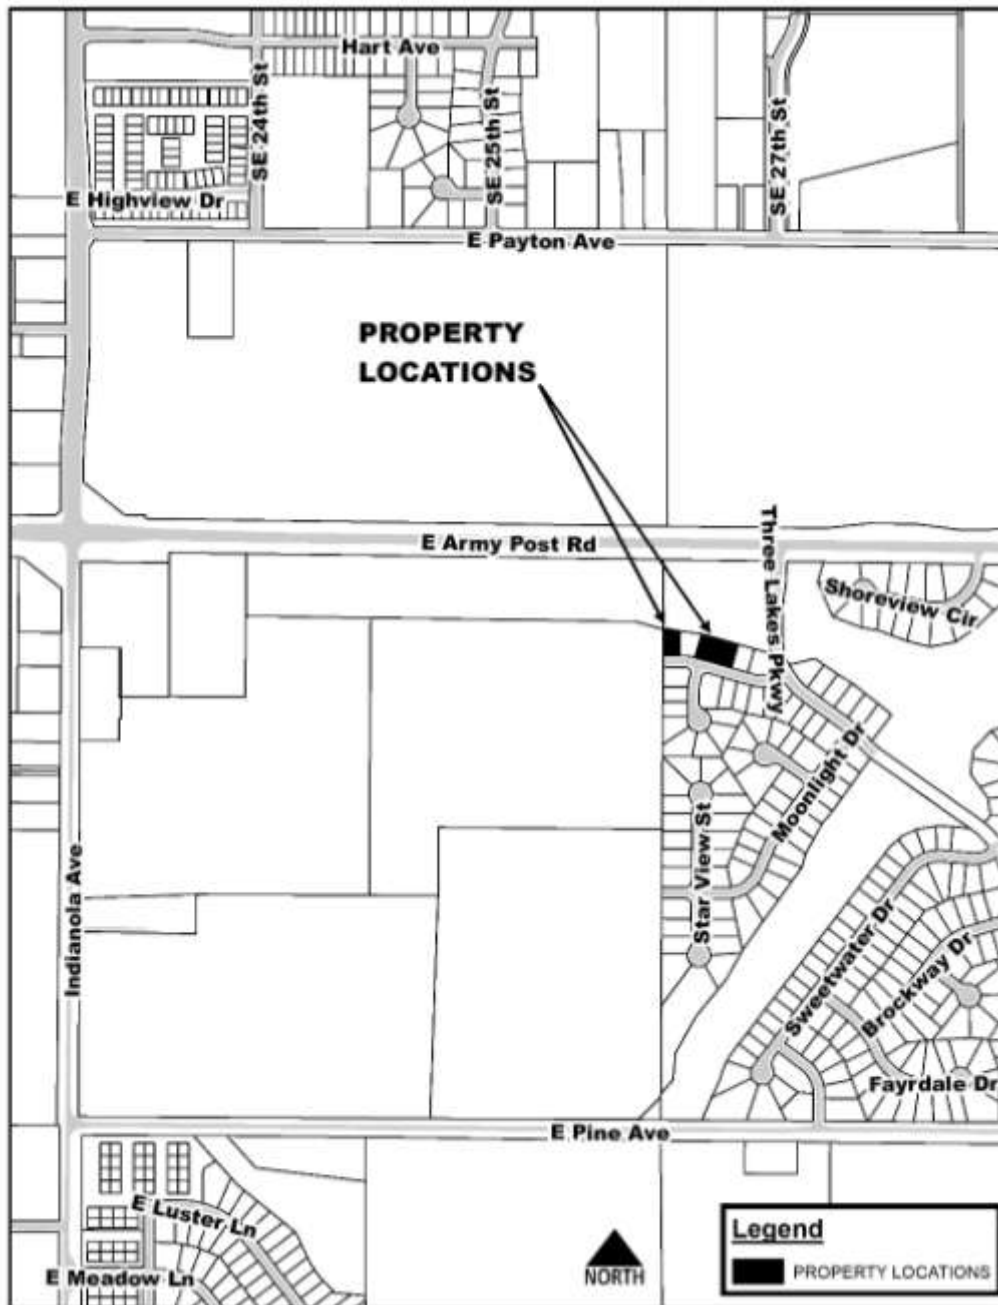 Hart Ave
SE 24th St
SE 25th St
SE 27th St
E Highview Dr
E Payton Ave
PROPERTY
LOCATIONS
E Army Post Rd
Three Lakes Pkwy
Shoreview Cir
Moonlight Dr
Star View St
Indianola Ave
Sweetwater Dr
Brockway Dr
Fayrdale Dr
E Pine Ave
E Luster Ln
E Meadow Ln
NORTH
Legend
PROPERTY LOCATIONS